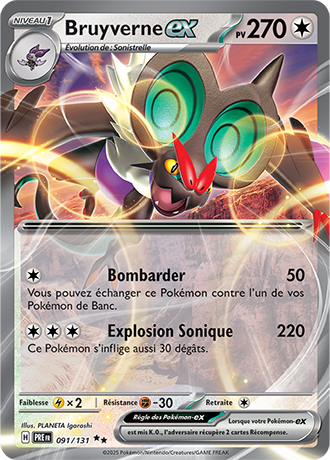 NIVEAU 1
Bruyverne ex PV 270
Évolution de : Sonistrelle
Bombarder 50
Vous pouvez échanger ce Pokémon contre l'un de vos
Pokémon de Banc.
Explosion Sonique 220
Ce Pokémon s'inflige aussi 30 dégâts.
Faiblesse ×2 Résistance -30 Retraite
Illus. PLANETA Igarashi
Règle des Pokémon-ex
Lorsque votre Pokémon-ex
est mis K.O., l'adversaire récupère 2 cartes Récompense.
H PRE FR 091/131
©2025 Pokémon/Nintendo/Creatures/GAME FREAK